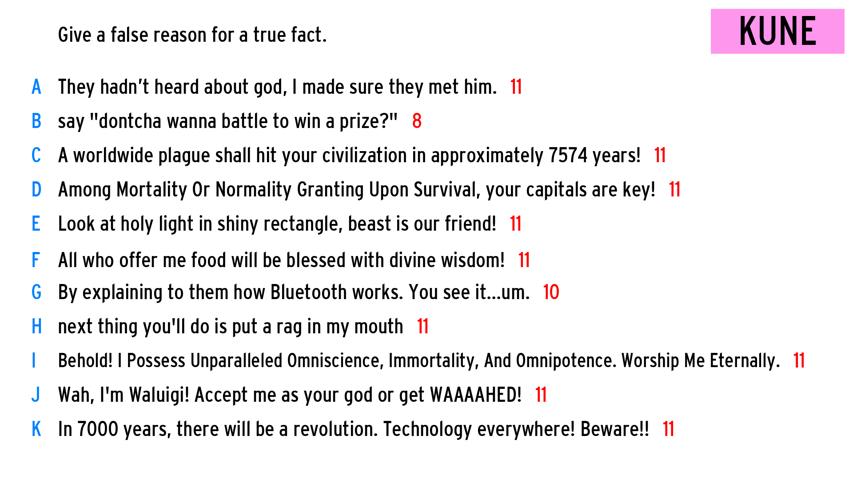 Give a false reason for a true fact.
KUNE
A They hadn't heard about god, I made sure they met him. 11
B say "dontcha wanna battle to win a prize?" 8
C A worldwide plague shall hit your civilization in approximately 7574 years! 11
D Among Mortality Or Normality Granting Upon Survival, your capitals are key! 11
E Look at holy light in shiny rectangle, beast is our friend! 11
F All who offer me food will be blessed with divine wisdom! 11
G By explaining to them how Bluetooth works. You see it...um. 10
H next thing you'll do is put a rag in my mouth 11
I Behold! I Possess Unparalleled Omniscience, Immortality, And Omnipotence. Worship Me Eternally. 11
J Wah, I'm Waluigi! Accept me as your god or get WAAAAHED! 11
K In 7000 years, there will be a revolution. Technology everywhere! Beware!! 11